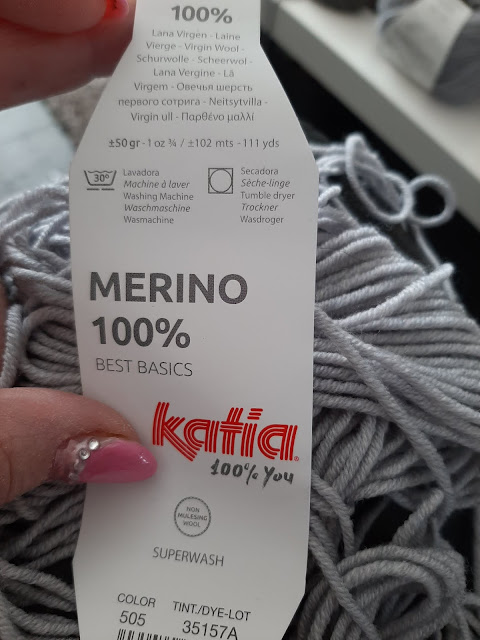 100%
Lana Virgen - Laine
Vierge - Virgin Wool -
Schurwolle - Scheerwol -
Lana Vergine - Lã
Virgem - Овечья шерсть
первого сотрига - Neitsytvilla -
Virgin ull - Παρθένο μαλλί
±50 gr - 1 oz ¾ / ±102 mts - 111 yds
30º
Lavadora
Machine à laver
Washing Machine
Waschmaschine
Wasmachine
Secadora
Sèche-linge
Tumble dryer
Trockner
Wasdroger
MERINO
100%
BEST BASICS
katia®
100% You
NON
MULESING
WOOL
SUPERWASH
COLOR TINT./DYE-LOT
505 35157A